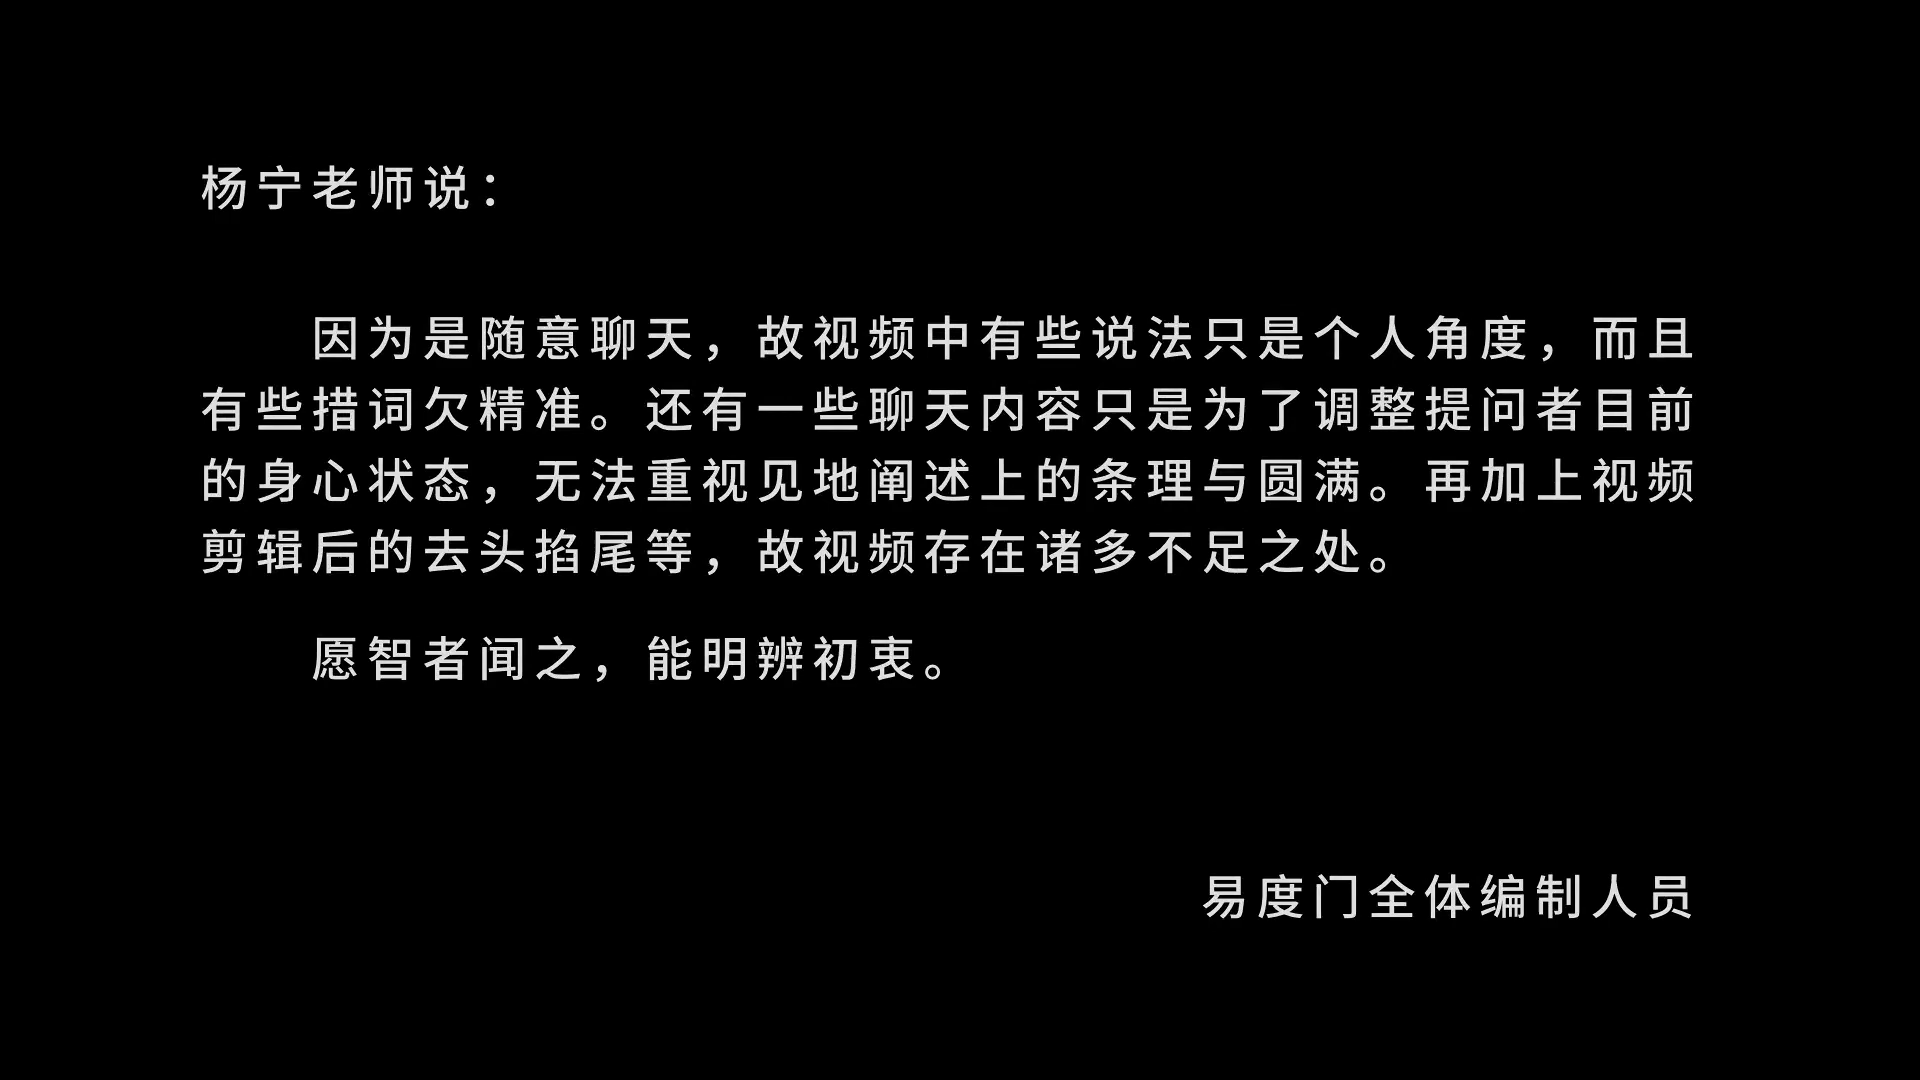 杨宁老师说：
因为是随意聊天，故视频中有些说法只是个人角度，而且
有些措词欠精准。还有一些聊天内容只是为了调整提问者目前
的身心状态，无法重视见地阐述上的条理与圆满。再加上视频
剪辑后的去头掐尾等，故视频存在诸多不足之处。
愿智者闻之，能明辨初衷。
易度门全体编制人员